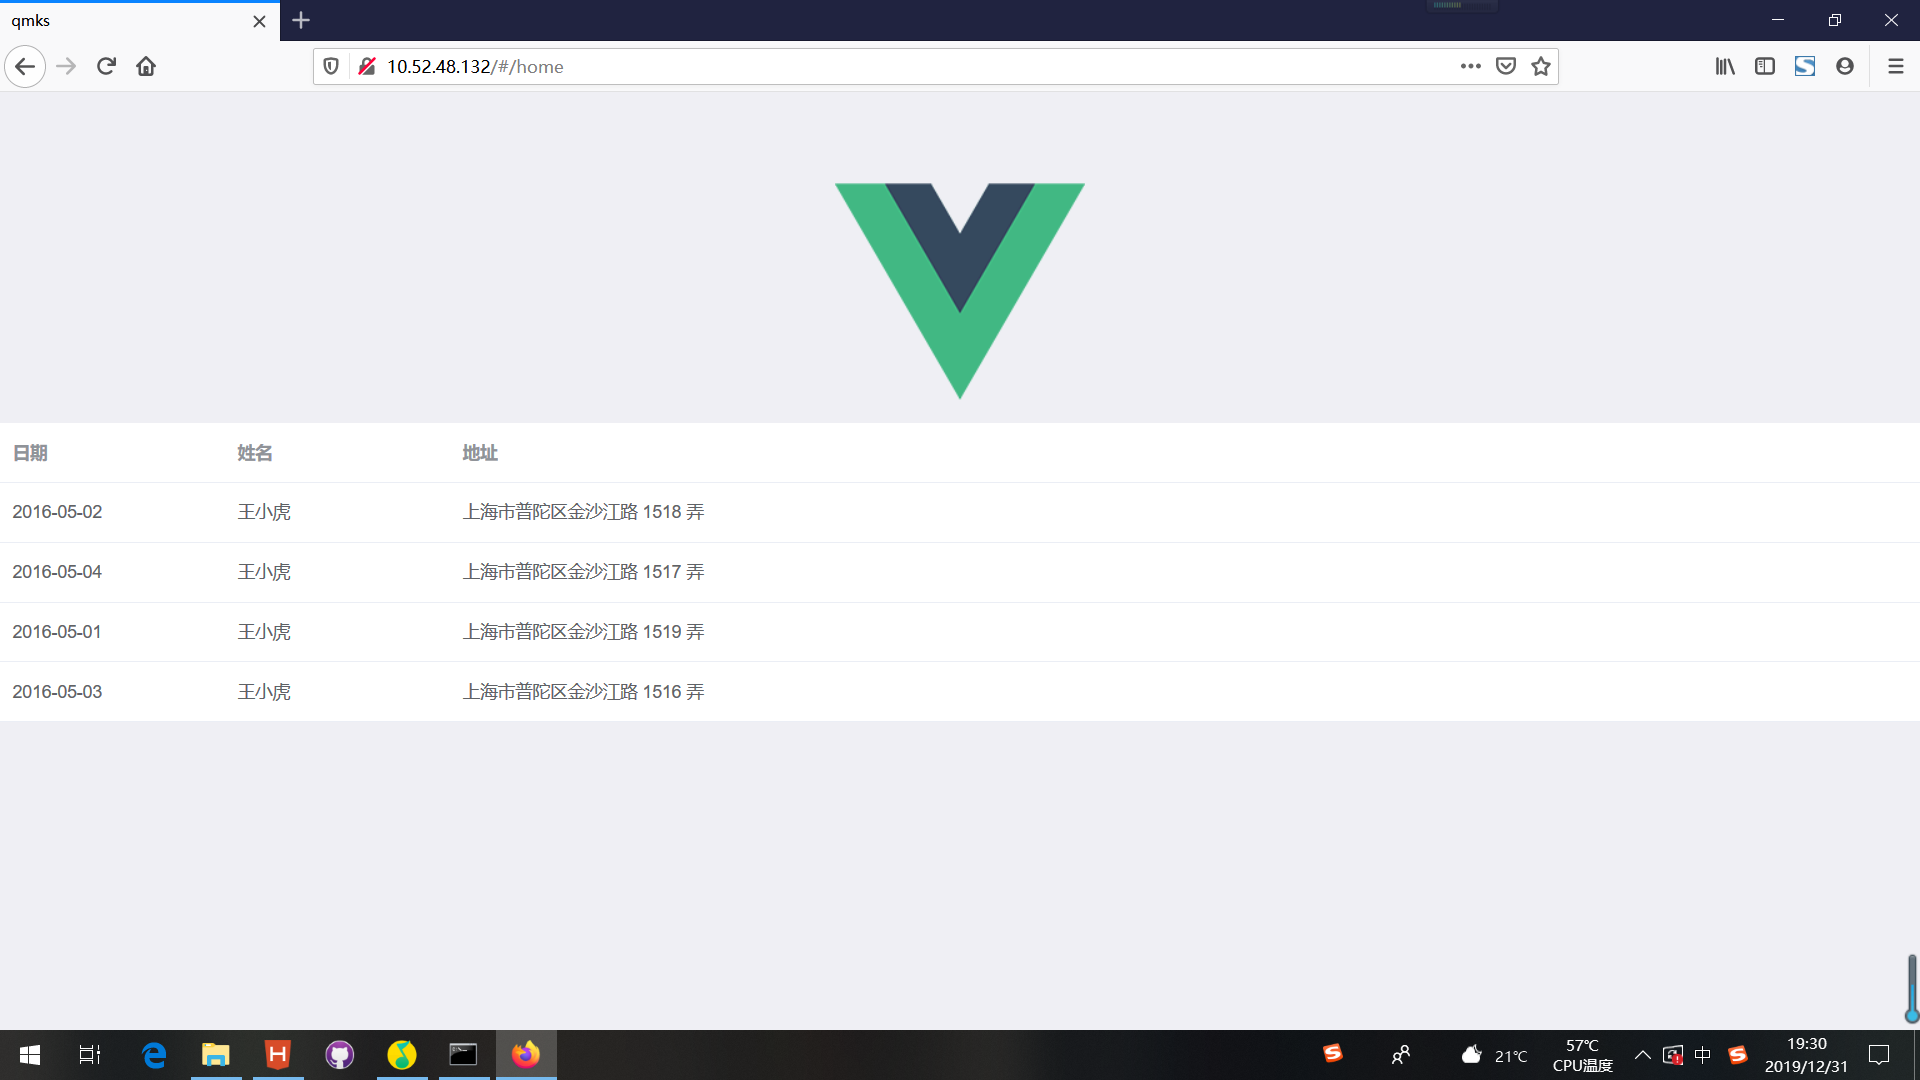 qmks
10.52.48.132/#/home
日期 姓名 地址
2016-05-02 王小虎 上海市普陀区金沙江路 1518 弄
2016-05-04 王小虎 上海市普陀区金沙江路 1517 弄
2016-05-01 王小虎 上海市普陀区金沙江路 1519 弄
2016-05-03 王小虎 上海市普陀区金沙江路 1516 弄
21℃
57℃
CPU温度
中
19:30
2019/12/31